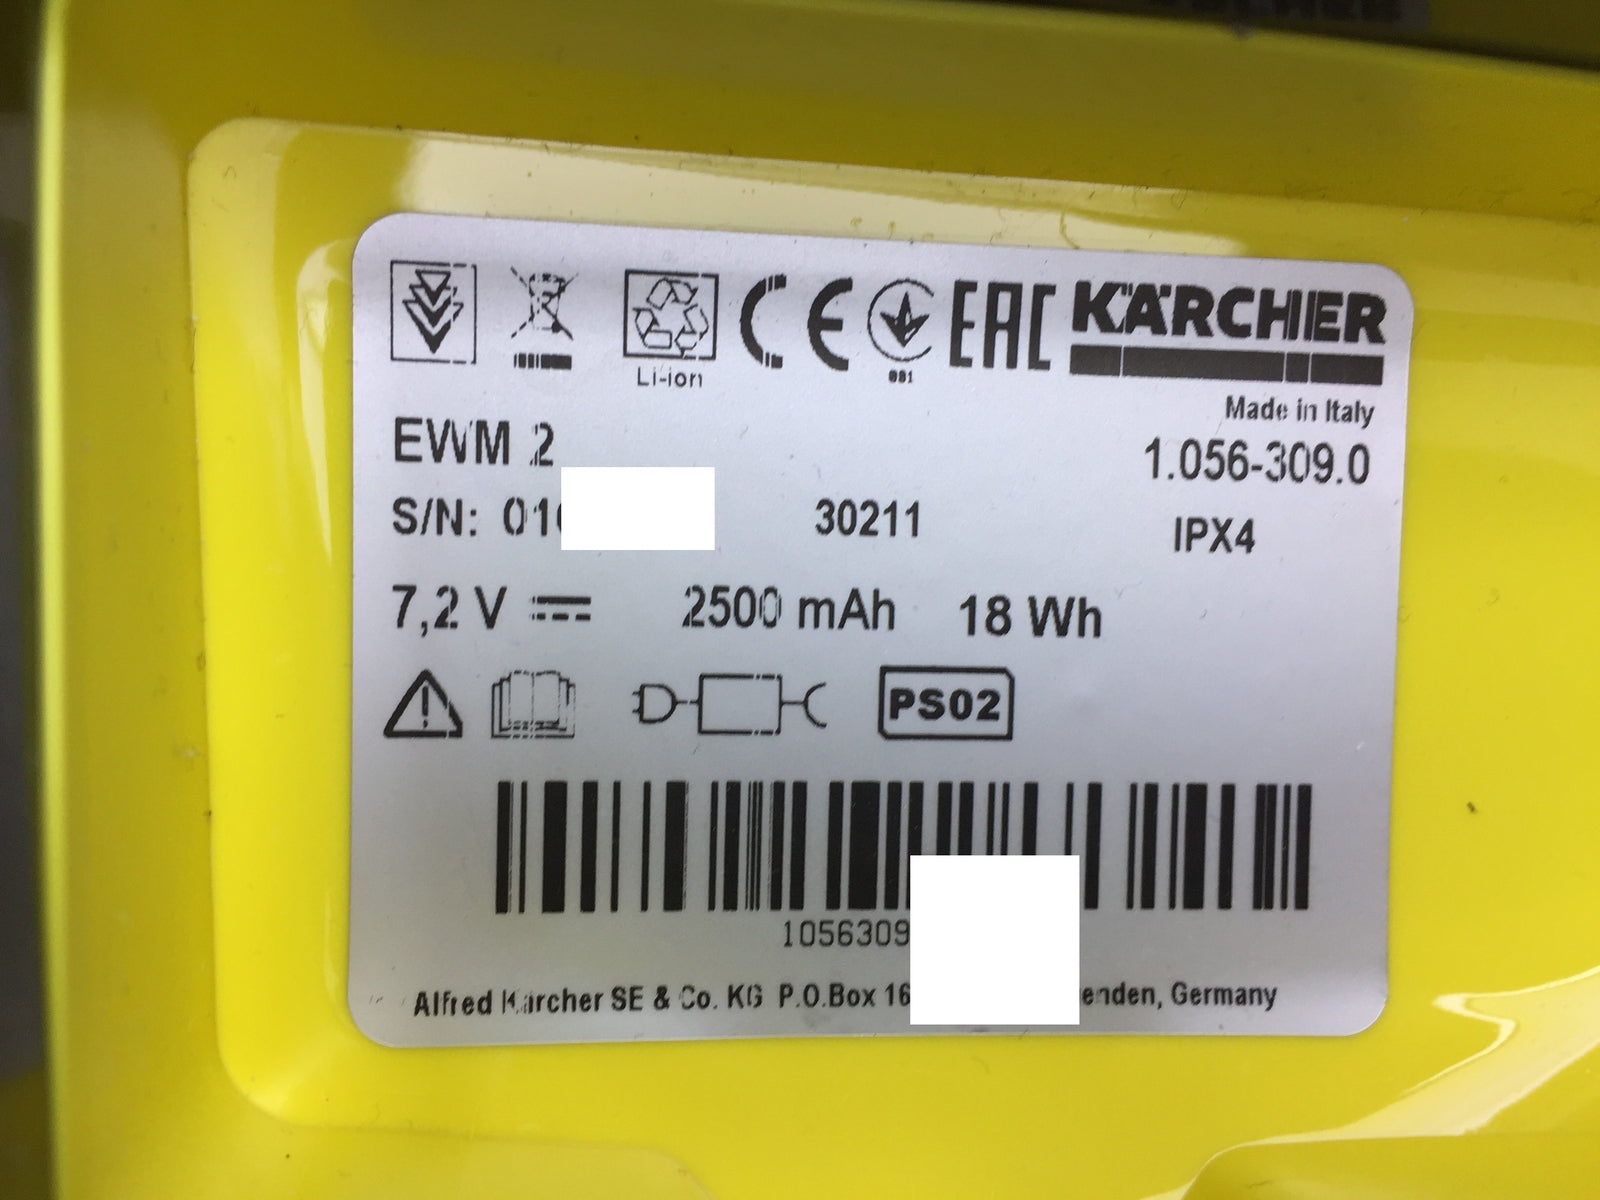 Li-ion
081
KÄRCHER
Made in Italy
EWM 2
1.056-309.0
S/N: 01
30211
IPX4
7,2 V
2500 mAh
18 Wh
PS02
1056309
Alfred Kärcher SE & Co. KG P.O.Box 16
enden, Germany